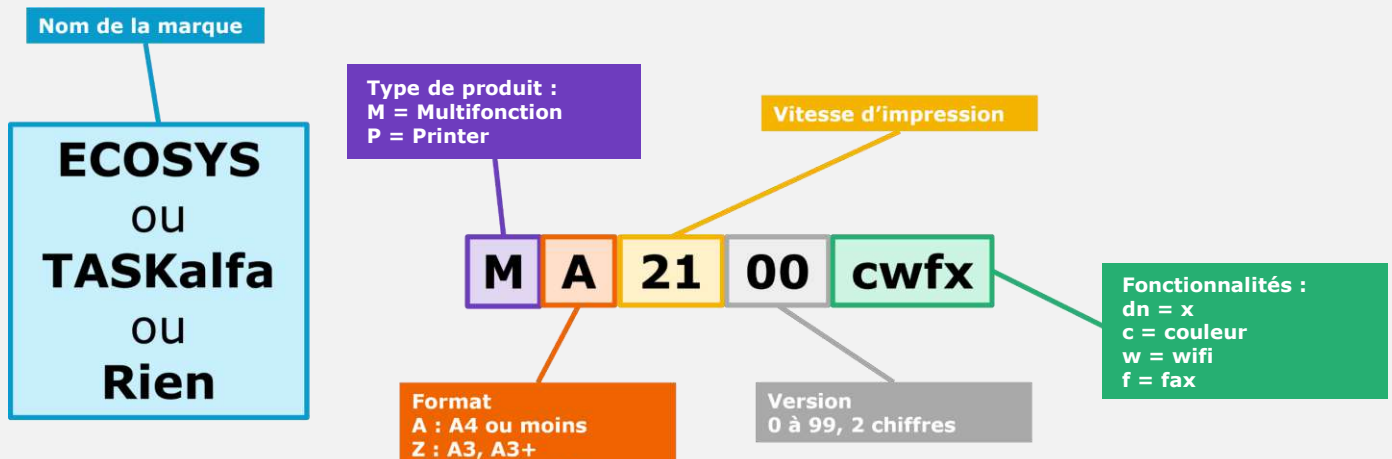 Nom de la marque
ECOSYS
ou
TASKalfa
ou
Rien
Type de produit :
M = Multifonction
P = Printer
Vitesse d’impression
M A 21 00 cwfx
Format
A : A4 ou moins
Z : A3, A3+
Version
0 à 99, 2 chiffres
Fonctionnalités :
dn = x
c = couleur
w = wifi
f = fax